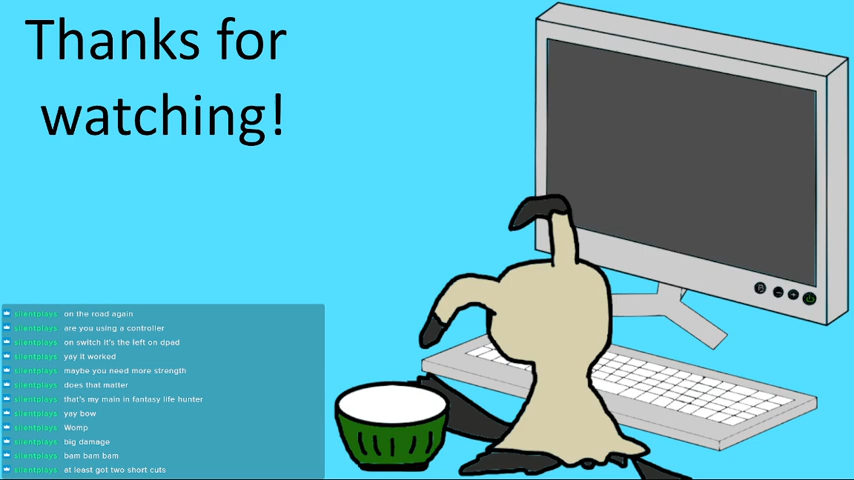 Thanks for
watching!
silentplays: on the road again
silentplays: are you using a controller
silentplays: on switch it's the left on dpad
silentplays: yay it worked
silentplays: maybe you need more strength
silentplays: does that matter
silentplays: that's my main in fantasy life hunter
silentplays: yay bow
silentplays: Womp
silentplays: big damage
silentplays: bam bam bam
silentplays: at least got two short cuts